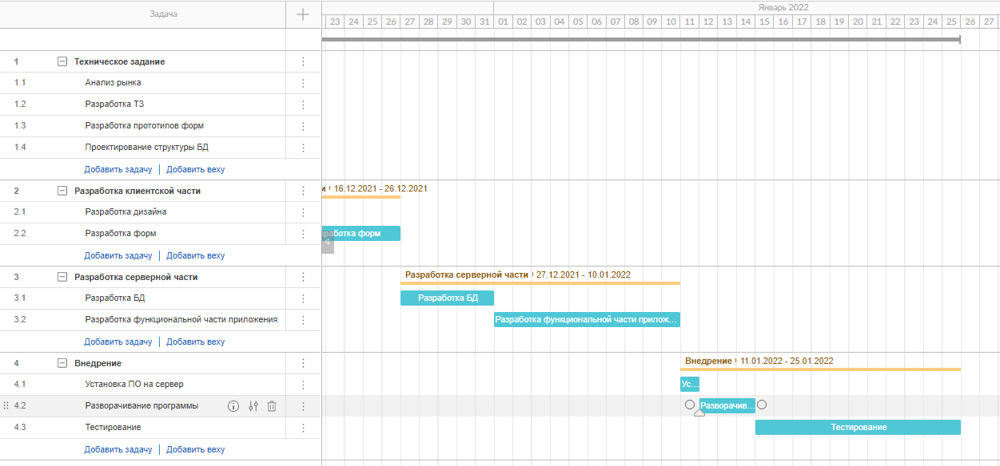 Задача
Январь 2022
23 24 25 26 27 28 29 30 31 01 02 03 04 05 06 07 08 09 10 11 12 13 14 15 16 17 18 19 20 21 22 23 24 25 26 27
1 Техническое задание
1.1 Анализ рынка
1.2 Разработка ТЗ
1.3 Разработка прототипов форм
1.4 Проектирование структуры БД
Добавить задачу | Добавить веху
2 Разработка клиентской части
и 16.12.2021 - 26.12.2021
2.1 Разработка дизайна
2.2 Разработка форм
зработка форм
Добавить задачу | Добавить веху
3 Разработка серверной части
Разработка серверной части 27.12.2021 - 10.01.2022
3.1 Разработка БД
Разработка БД
3.2 Разработка функциональной части приложения
Разработка функциональной части прилож...
Добавить задачу | Добавить веху
4 Внедрение
Внедрение 11.01.2022 - 25.01.2022
4.1 Установка ПО на сервер
Ус...
4.2 Разворачивание программы
Разворачив...
4.3 Тестирование
Тестирование
Добавить задачу | Добавить веху